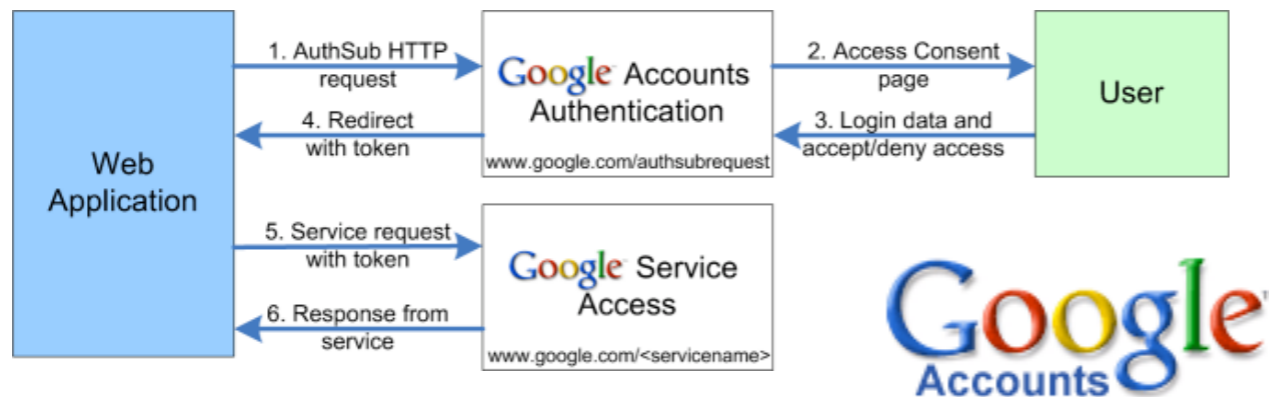 Web
Application
1. AuthSub HTTP
request
4. Redirect
with token
5. Service request
with token
6. Response from
service
Google Accounts
Authentication
www.google.com/authsubrequest
Google Service
Access
www.google.com/<servicename>
2. Access Consent
page
3. Login data and
accept/deny access
User
Google™
Accounts